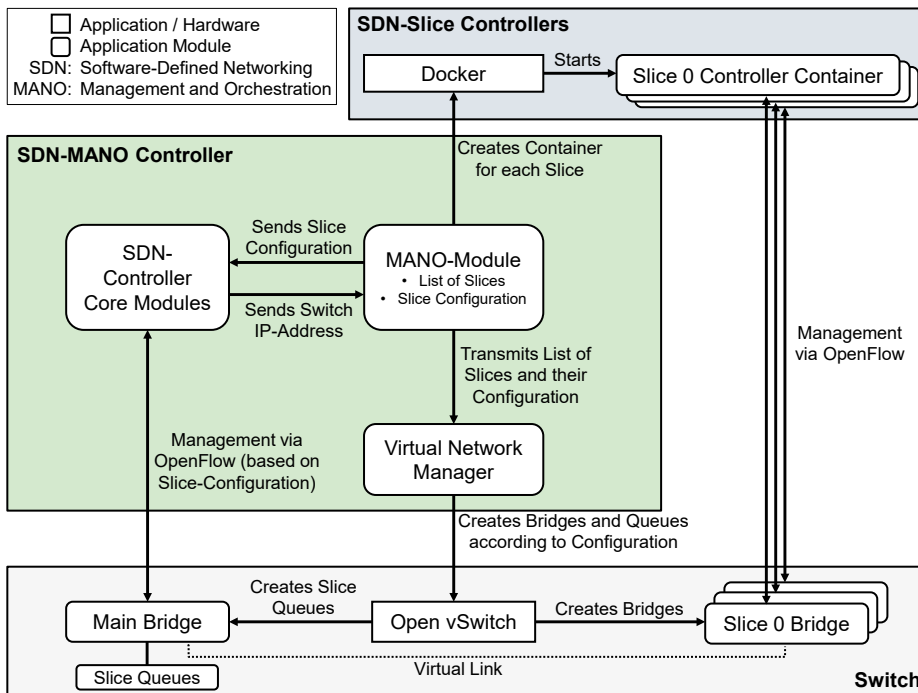 Application / Hardware
Application Module
SDN: Software-Defined Networking
MANO: Management and Orchestration
SDN-Slice Controllers
Docker
Starts
Slice 0 Controller Container
SDN-MANO Controller
Creates Container
for each Slice
Sends Slice
Configuration
SDN-
Controller
Core Modules
MANO-Module
• List of Slices
• Slice Configuration
Sends Switch
IP-Address
Management
via OpenFlow
Transmits List of
Slices and their
Configuration
Management via
OpenFlow (based on
Slice-Configuration)
Virtual Network
Manager
Creates Bridges and Queues
according to Configuration
Creates Slice
Queues
Main Bridge
Open vSwitch
Creates Bridges
Slice 0 Bridge
Slice Queues
Virtual Link
Switch